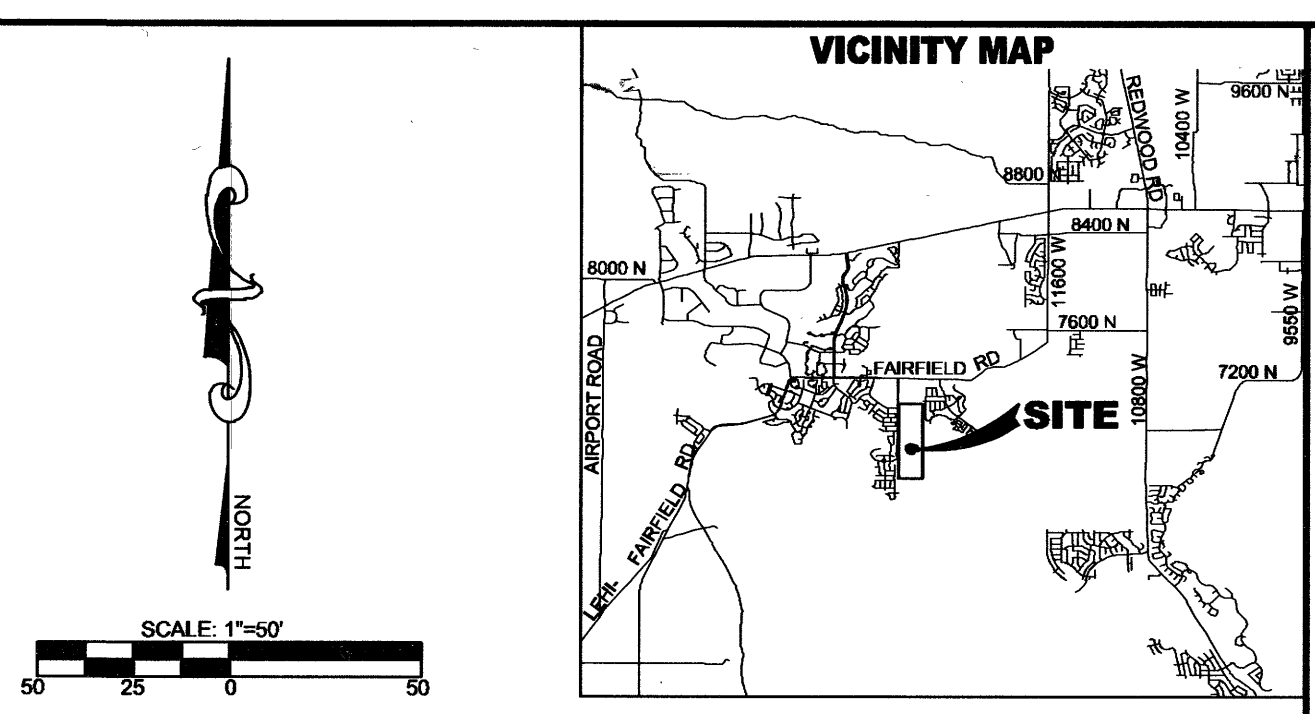 VICINITY MAP
9600 N
REDWOOD RD
10400 W
8800 N
8400 N
8000 N
11600 W
7600 N
9550 W
FAIRFIELD RD
7200 N
10800 W
AIRPORT ROAD
SITE
LEHI- FAIRFIELD RD
NORTH
SCALE: 1"=50'
50 25 0 50